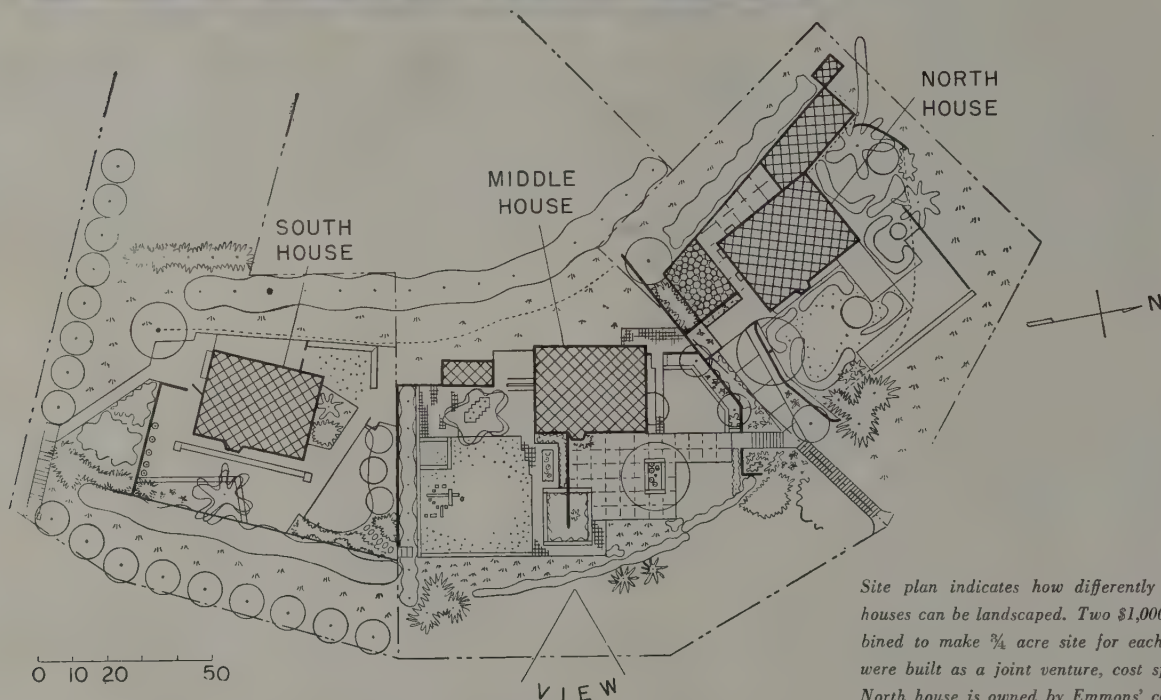 NORTH
HOUSE
MIDDLE
HOUSE
SOUTH
HOUSE
N
Site plan indicates how differently
houses can be landscaped. Two $1,000
bined to make ¾ acre site for each
were built as a joint venture, cost
North house is owned by Emmons'
0 10 20 50
VIEW